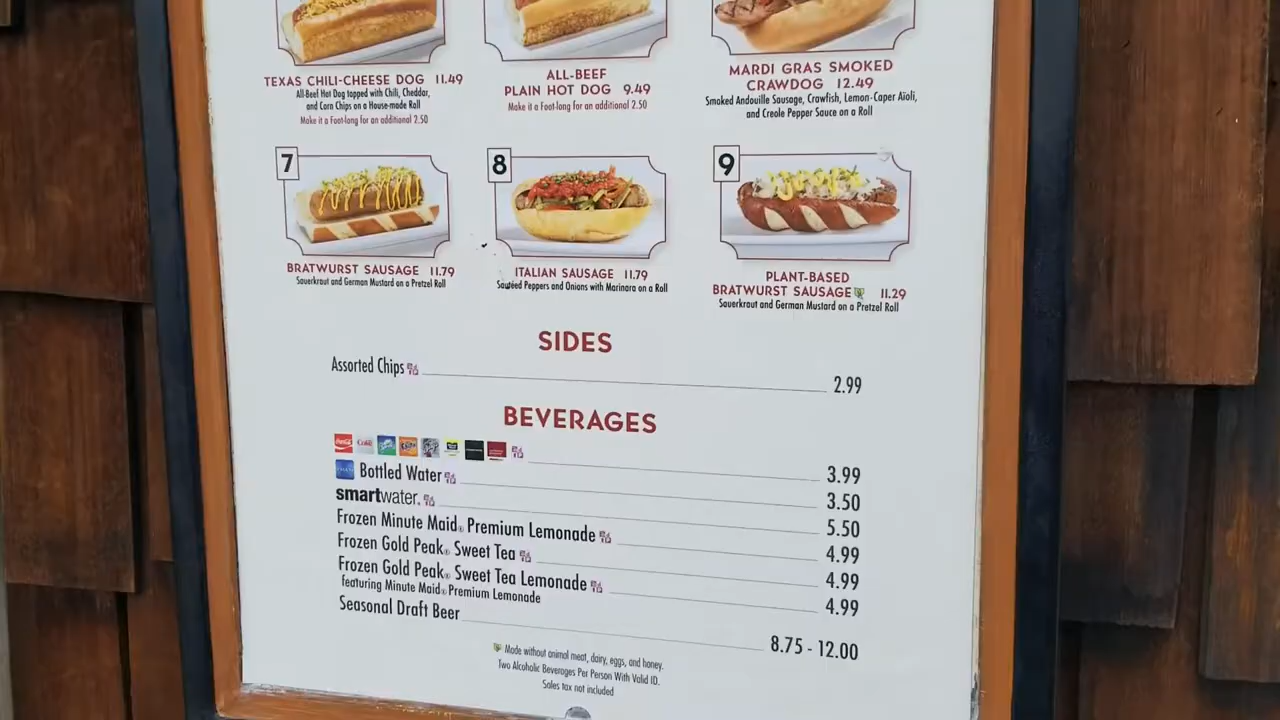 TEXAS CHILI-CHEESE DOG 11.49
All-Beef Hot Dog topped with Chili, Cheddar,
and Corn Chips on a House-made Roll
Make it a Foot-long for an additional 2.50
ALL-BEEF
PLAIN HOT DOG 9.49
Make it a Foot-long for an additional 2.50
MARDI GRAS SMOKED
CRAWDOG 12.49
Smoked Andouille Sausage, Crawfish, Lemon-Caper Aïoli,
and Creole Pepper Sauce on a Roll
7
BRATWURST SAUSAGE 11.79
Sauerkraut and German Mustard on a Pretzel Roll
8
ITALIAN SAUSAGE 11.79
Sautéed Peppers and Onions with Marinara on a Roll
9
PLANT-BASED
BRATWURST SAUSAGE 11.29
Sauerkraut and German Mustard on a Pretzel Roll
SIDES
Assorted Chips 2.99
BEVERAGES
3.99
Bottled Water 3.50
smartwater. 5.50
Frozen Minute Maid® Premium Lemonade 4.99
Frozen Gold Peak® Sweet Tea 4.99
Frozen Gold Peak® Sweet Tea Lemonade 4.99
featuring Minute Maid® Premium Lemonade
Seasonal Draft Beer 8.75 - 12.00
Made without animal meat, dairy, eggs, and honey.
Two Alcoholic Beverages Per Person With Valid ID.
Sales tax not included